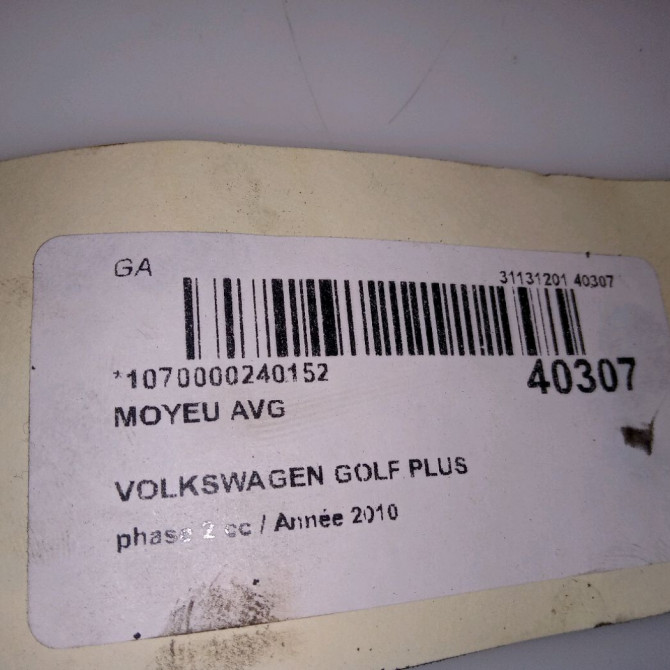 GA
31131201 40307
*1070000240152
40307
MOYEU AVG
VOLKSWAGEN GOLF PLUS
phase 2 cc / Année 2010